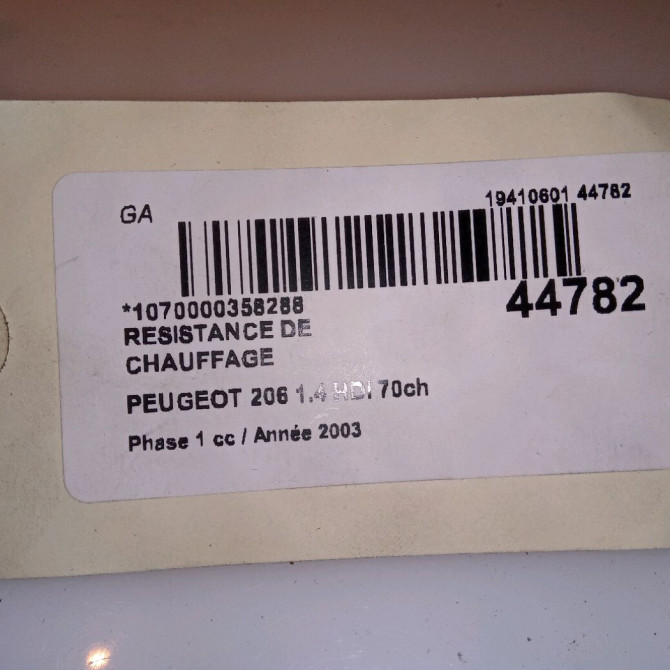 GA
19410601 44782
*1070000358288
44782
RESISTANCE DE
CHAUFFAGE
PEUGEOT 206 1.4 HDI 70ch
Phase 1 cc / Année 2003